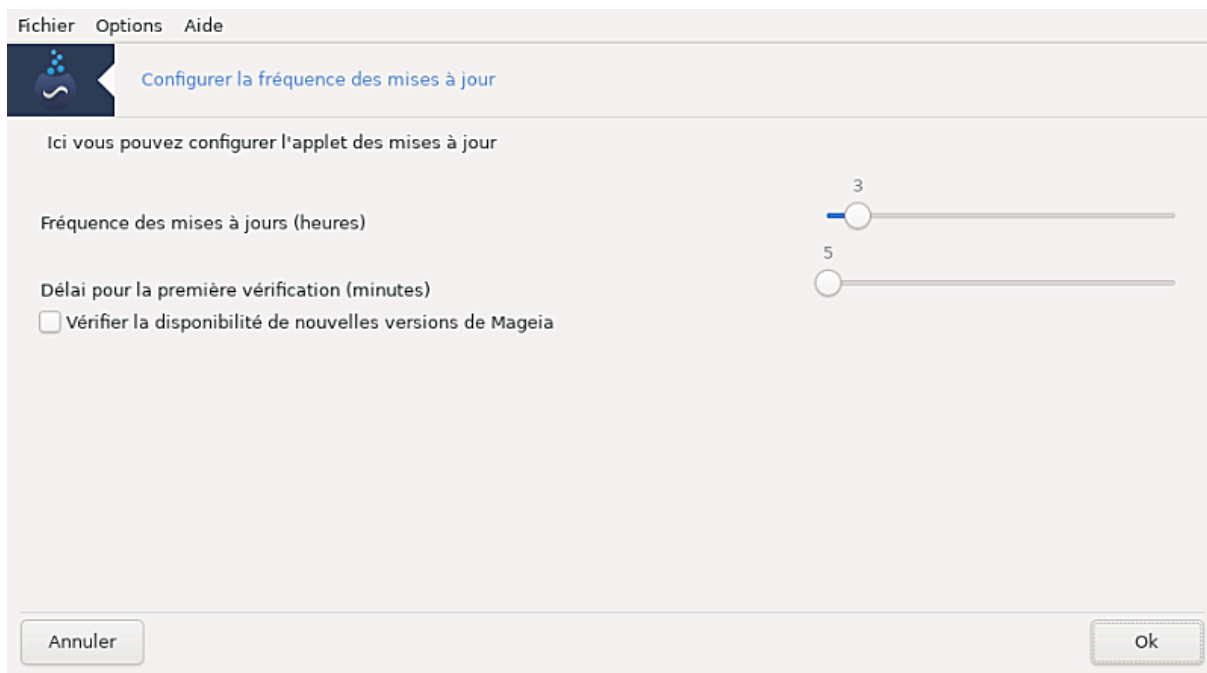 Fichier Options Aide
Configurer la fréquence des mises à jour
Ici vous pouvez configurer l'applet des mises à jour
3
Fréquence des mises à jours (heures)
5
Délai pour la première vérification (minutes)
Vérifier la disponibilité de nouvelles versions de Mageia
Annuler Ok